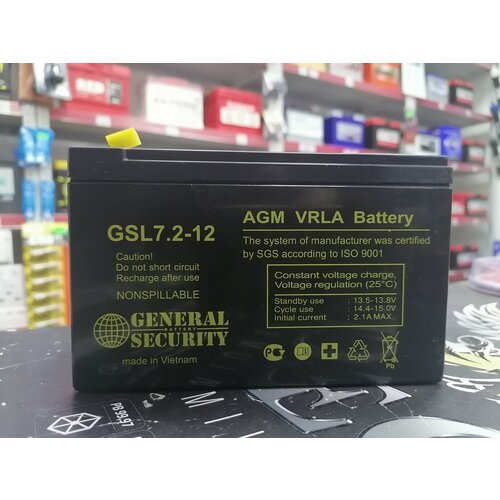 GSL7.2-12
Caution!
Do not short circuit
Recharge after use
NONSPILLABLE
GENERAL
BATTERY
SECURITY
made in Vietnam
AGM VRLA Battery
The system of manufacturer was certified
by SGS according to ISO 9001
Constant voltage charge,
Voltage regulation (25°C)
Standby use : 13.5-13.8V
Cycle use : 14.4-15.0V
Initial current : 2.1A MAX.
Pb